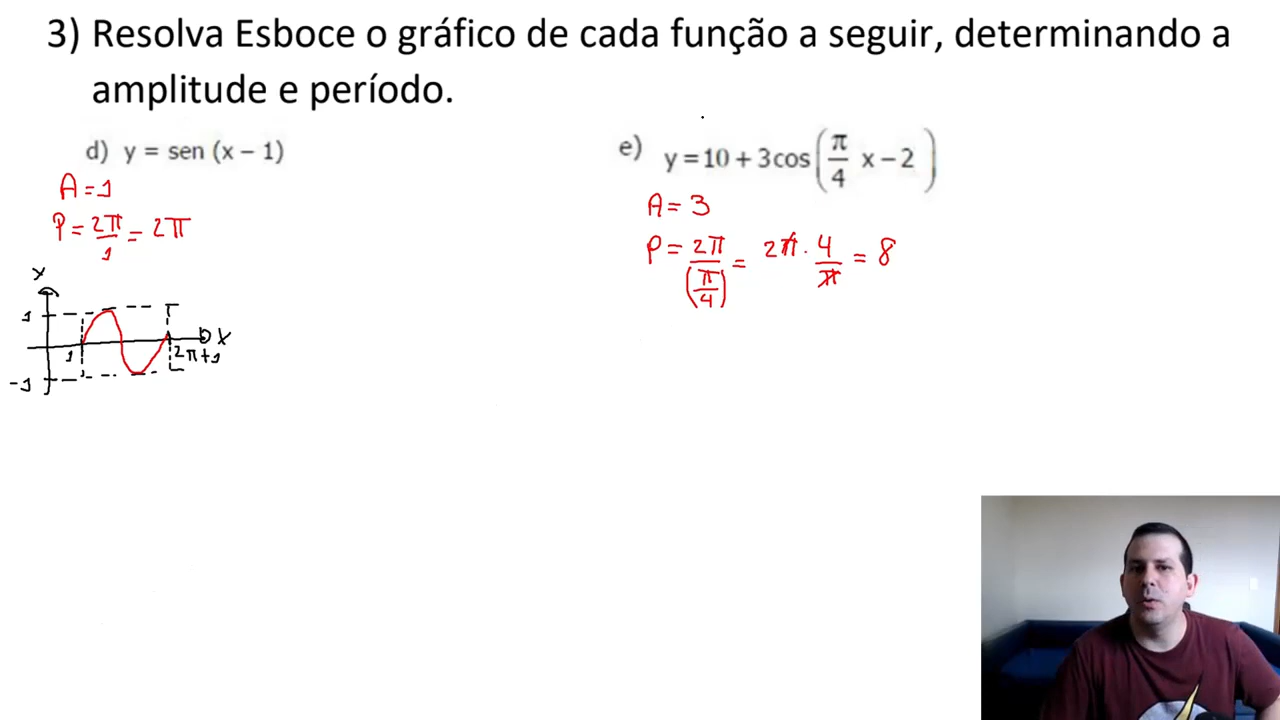 3) Resolva Esboce o gráfico de cada função a seguir, determinando a
amplitude e período.
d) y = sen (x − 1)
A = 1
P = 2π/1 = 2π
x
1
1
-1
x
2π+1
e) y = 10 + 3cos(π/4 x − 2)
A = 3
P = 2π/(π/4) = 2π · 4/π = 8